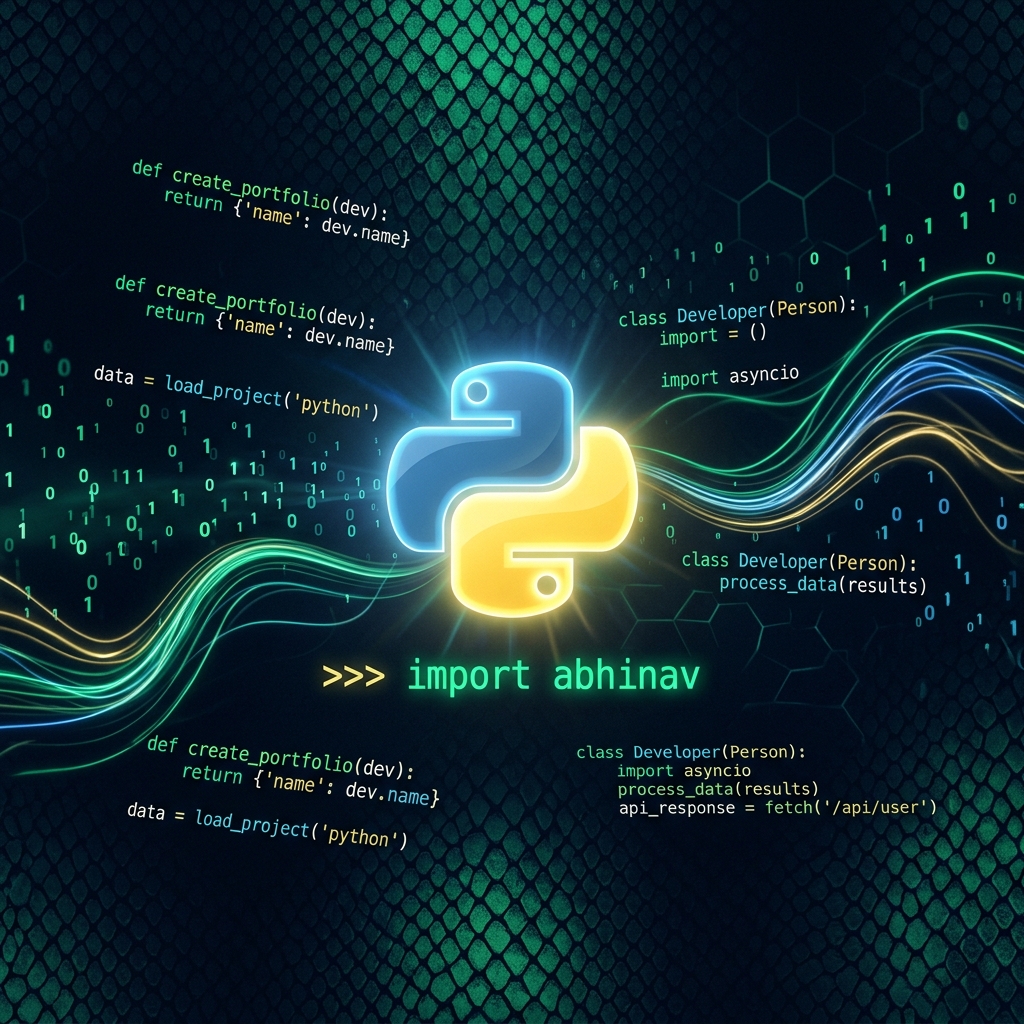 def create_portfolio(dev):
return {'name': dev.name}
def create_portfolio(dev):
return {'name': dev.name}
data = load_project('python')
class Developer(Person):
import = ()
import asyncio
class Developer(Person):
process_data(results)
>>> import abhinav
def create_portfolio(dev):
return {'name': dev.name}
data = load_project('python')
class Developer(Person):
import asyncio
process_data(results)
api_response = fetch('/api/user')